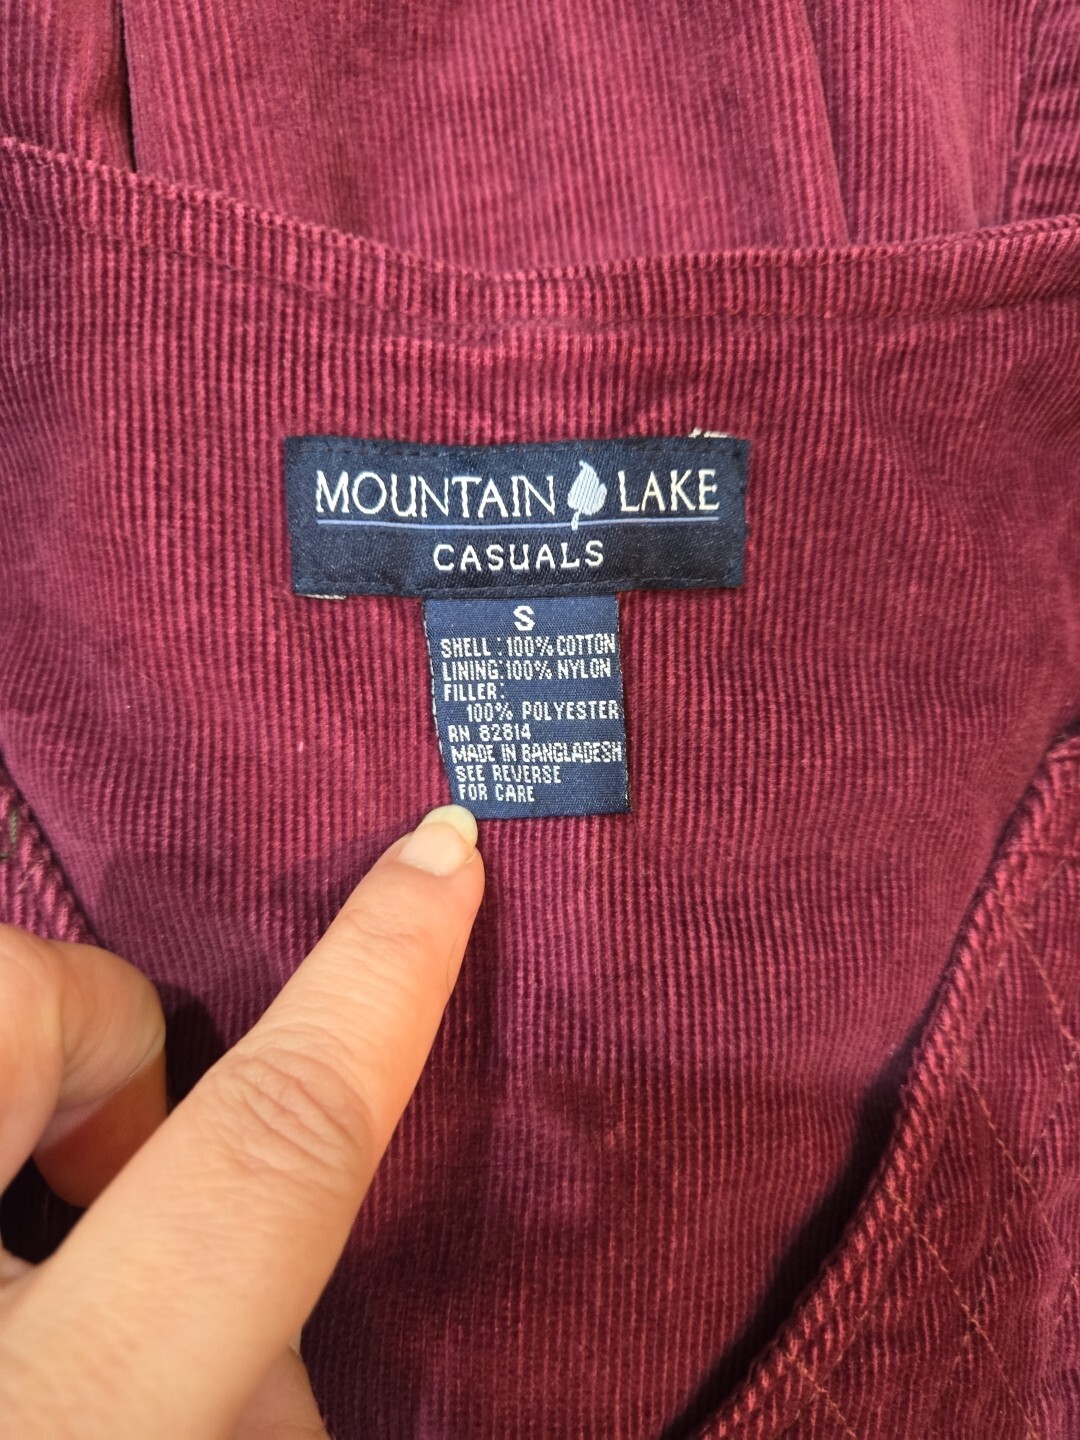 MOUNTAIN LAKE
CASUALS
S
SHELL : 100% COTTON
LINING: 100% NYLON
FILLER:
100% POLYESTER
RN 82814
MADE IN BANGLADESH
SEE REVERSE
FOR CARE